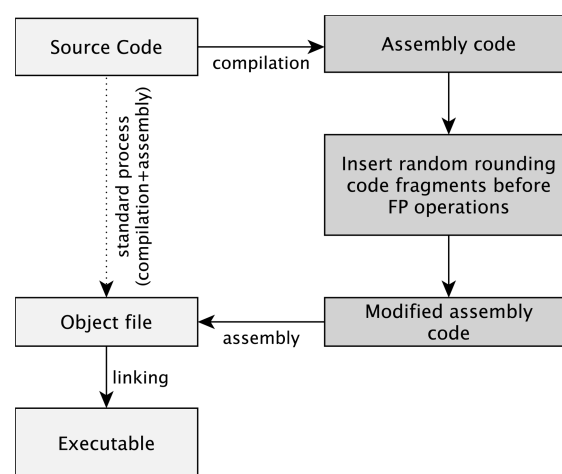 Source Code
compilation
Assembly code
standard process
(compilation+assembly)
Insert random rounding
code fragments before
FP operations
Object file
assembly
Modified assembly
code
linking
Executable